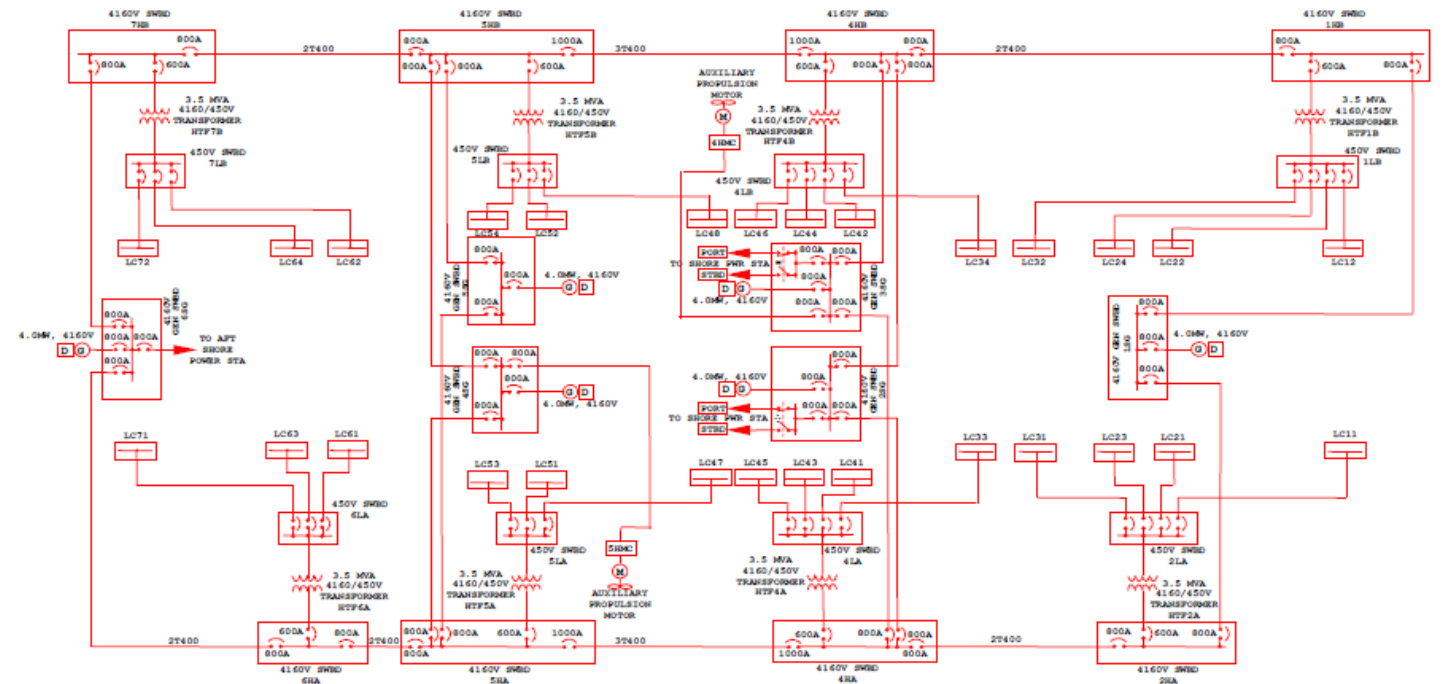 4160V SWBD
7HB
4160V SWBD
5HB
4160V SWBD
4HB
4160V SWBD
1HB
800A
2T400
800A
1000A
3T400
1000A
800A
2T400
800A
800A
600A
800A
800A
600A
600A
800A
800A
600A
800A
AUXILIARY
PROPULSION
MOTOR
M
4HMC
3.5 MVA
4160/450V
TRANSFORMER
HTF7B
3.5 MVA
4160/450V
TRANSFORMER
HTF5B
3.5 MVA
4160/450V
TRANSFORMER
HTF4B
3.5 MVA
4160/450V
TRANSFORMER
HTF1B
450V SWBD
7LB
450V SWBD
5LB
450V SWBD
4LB
450V SWBD
1LB
LC72
LC64
LC62
LC54
LC52
LC48
LC46
LC44
LC42
LC34
LC32
LC24
LC22
LC12
800A
800A
800A
4160V
GEN SWBD
G D
4.0MW, 4160V
PORT
TO SHORE PWR STA
STBD
D G
4.0MW, 4160V
800A
800A
800A
800A
800A
4160V
GEN SWBD
3SG
800A
800A
800A
800A
4160V
GEN SWBD
6SG
4.0MW, 4160V
D G
TO AFT
SHORE
POWER STA
800A
800A
800A
4160V GEN SWBD
1SG
4.0MW, 4160V
G D
800A
800A
800A
800A
4160V
GEN SWBD
4SG
G D
4.0MW, 4160V
4.0MW, 4160V
D G
PORT
TO SHORE PWR STA
STBD
800A
800A
800A
800A
4160V
GEN SWBD
2SG
LC71
LC63
LC61
LC53
LC51
LC47
LC45
LC43
LC41
LC33
LC31
LC23
LC21
LC11
450V SWBD
6LA
450V SWBD
5LA
450V SWBD
4LA
450V SWBD
2LA
5HMC
M
AUXILIARY
PROPULSION
MOTOR
3.5 MVA
4160/450V
TRANSFORMER
HTF6A
3.5 MVA
4160/450V
TRANSFORMER
HTF5A
3.5 MVA
4160/450V
TRANSFORMER
HTF4A
3.5 MVA
4160/450V
TRANSFORMER
HTF2A
2T400
800A
600A
800A
2T400
800A
800A
800A
600A
1000A
3T400
1000A
600A
800A
800A
800A
2T400
800A
600A
800A
4160V SWBD
6HA
4160V SWBD
5HA
4160V SWBD
4HA
4160V SWBD
2HA